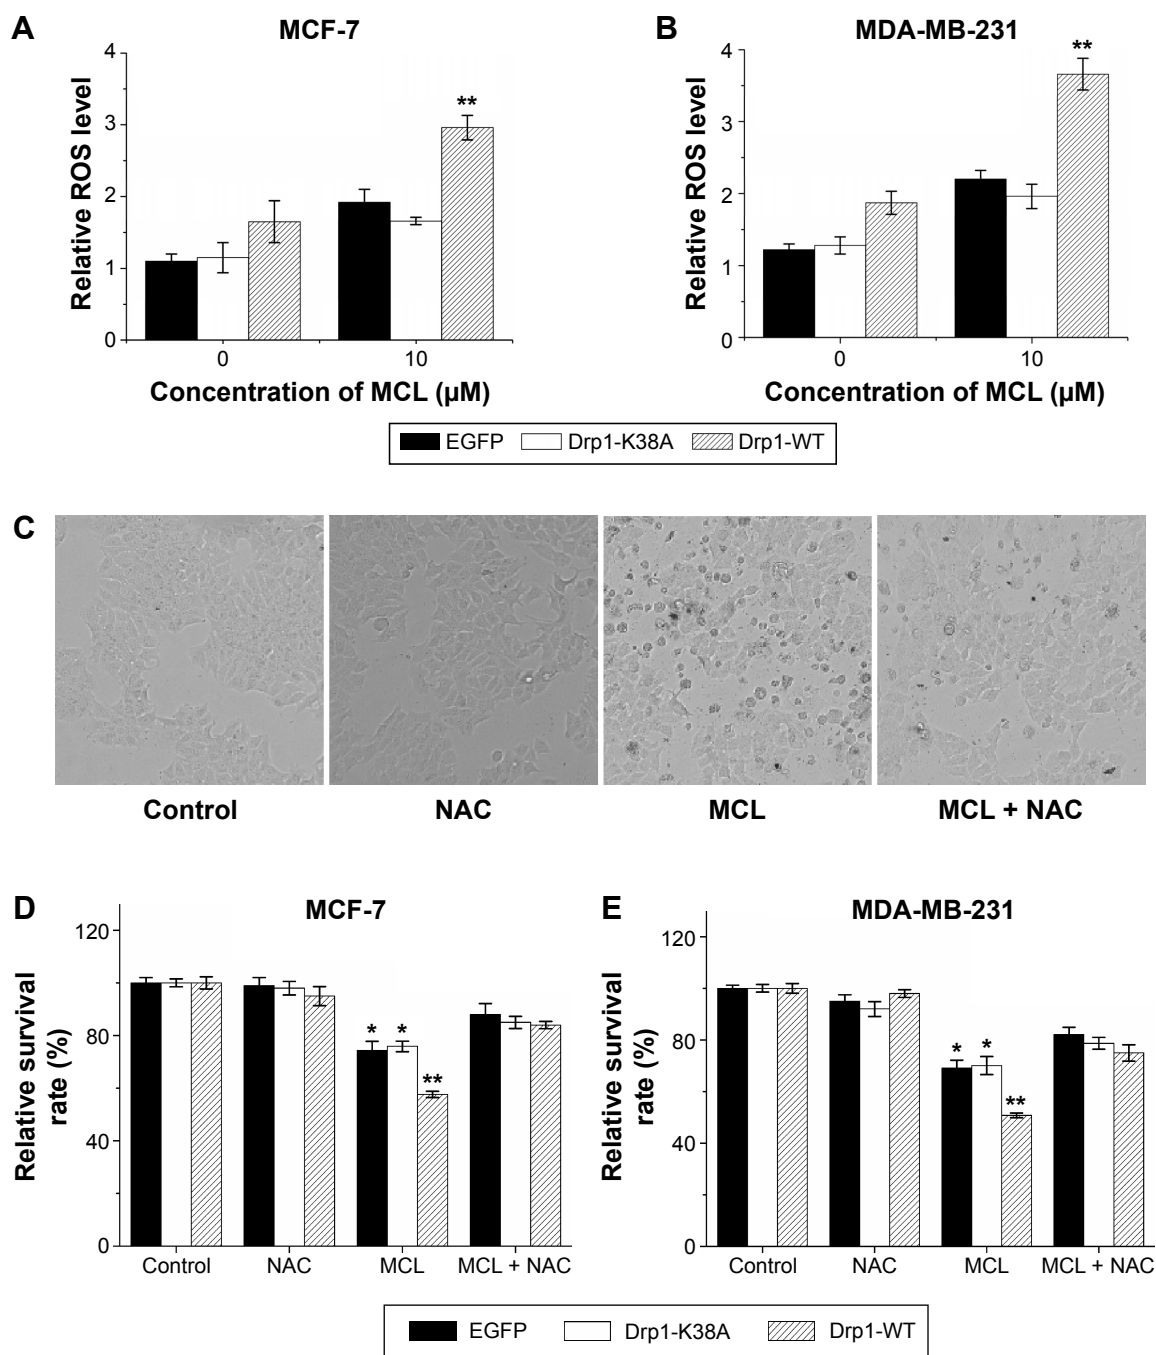 A
MCF-7
B
MDA-MB-231
Relative ROS level
4
3
2
1
0
**
0
10
Concentration of MCL (µM)
Relative ROS level
4
3
2
1
0
**
0
10
Concentration of MCL (µM)
EGFP Drp1-K38A Drp1-WT
C
Control
NAC
MCL
MCL + NAC
D
MCF-7
Relative survival
rate (%)
120
80
40
0
* *
**
Control NAC MCL MCL + NAC
E
MDA-MB-231
Relative survival
rate (%)
120
80
40
0
* *
**
Control NAC MCL MCL + NAC
EGFP Drp1-K38A Drp1-WT